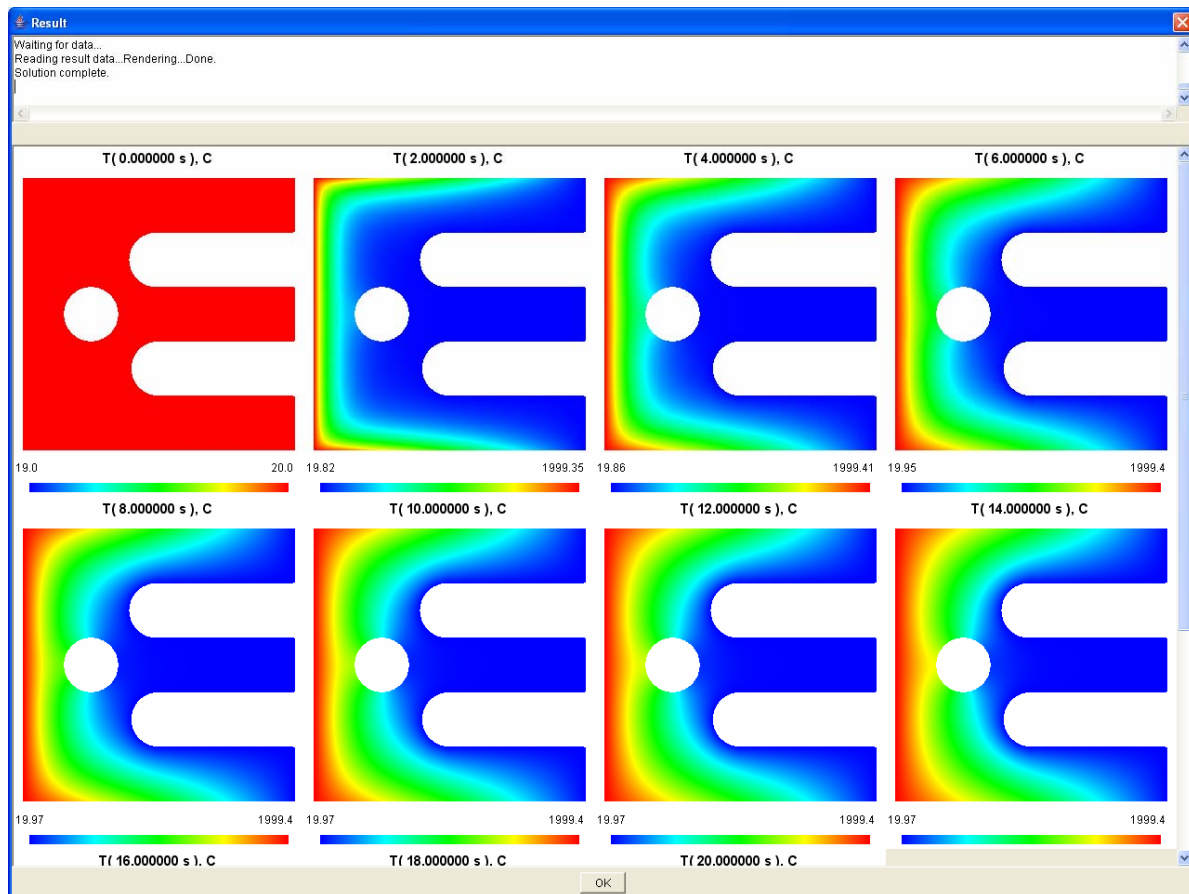 Result
Waiting for data...
Reading result data...Rendering...Done.
Solution complete.
T( 0.000000 s ), C
T( 2.000000 s ), C
T( 4.000000 s ), C
T( 6.000000 s ), C
19.0 20.0
19.82 1999.35
19.86 1999.41
19.95 1999.4
T( 8.000000 s ), C
T( 10.000000 s ), C
T( 12.000000 s ), C
T( 14.000000 s ), C
19.97 1999.4
19.97 1999.4
19.97 1999.4
19.97 1999.4
T( 16.000000 s ), C
T( 18.000000 s ), C
T( 20.000000 s ), C
OK